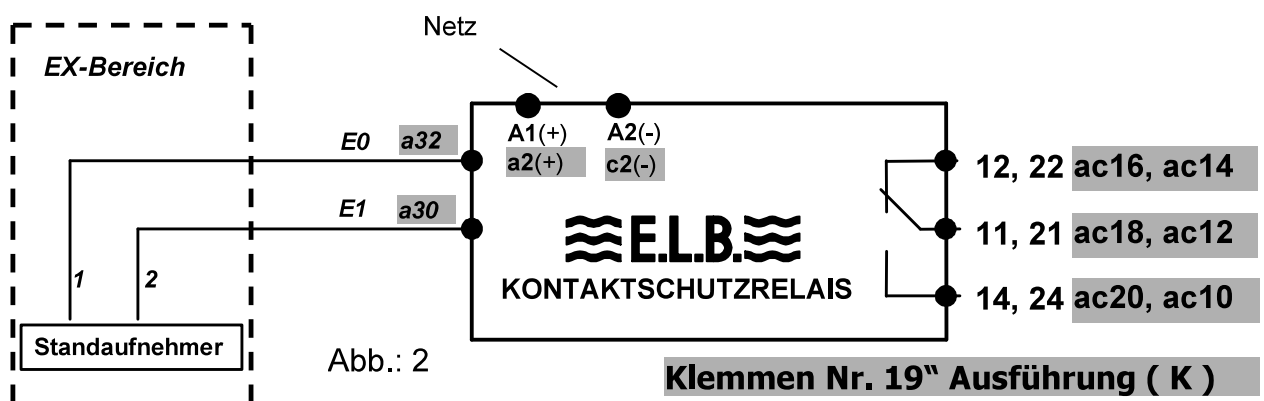 Netz
EX-Bereich
A1(+) A2(-)
a2(+) c2(-)
E0 a32
E1 a30
12, 22 ac16, ac14
11, 21 ac18, ac12
14, 24 ac20, ac10
E.L.B.
KONTAKTSCHUTZRELAIS
1 2
Standaufnehmer
Abb.: 2
Klemmen Nr. 19“ Ausführung ( K )